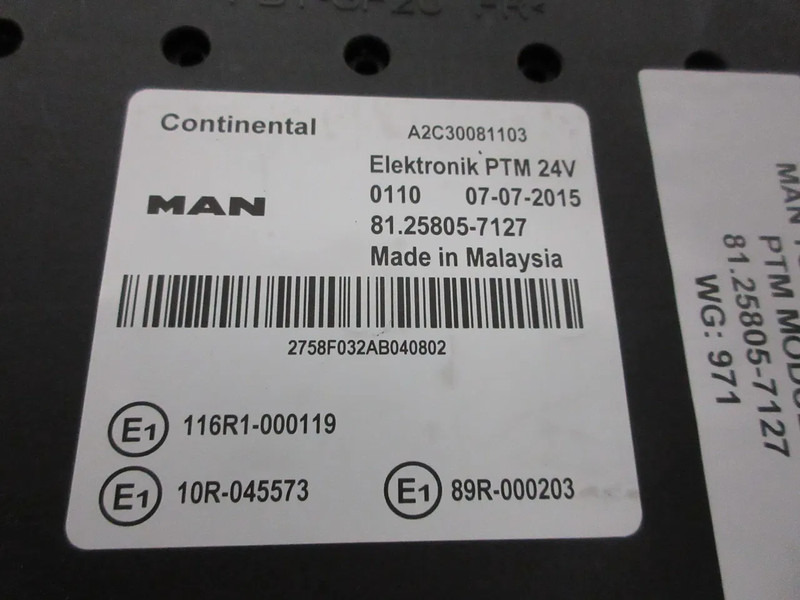 Continental
A2C30081103
Elektronik PTM 24V
MAN
0110 07-07-2015
81.25805-7127
Made in Malaysia
2758F032AB040802
E1 116R1-000119
E1 10R-045573
E1 89R-000203
MAN
PTM
81.25805-7127
WG: 971